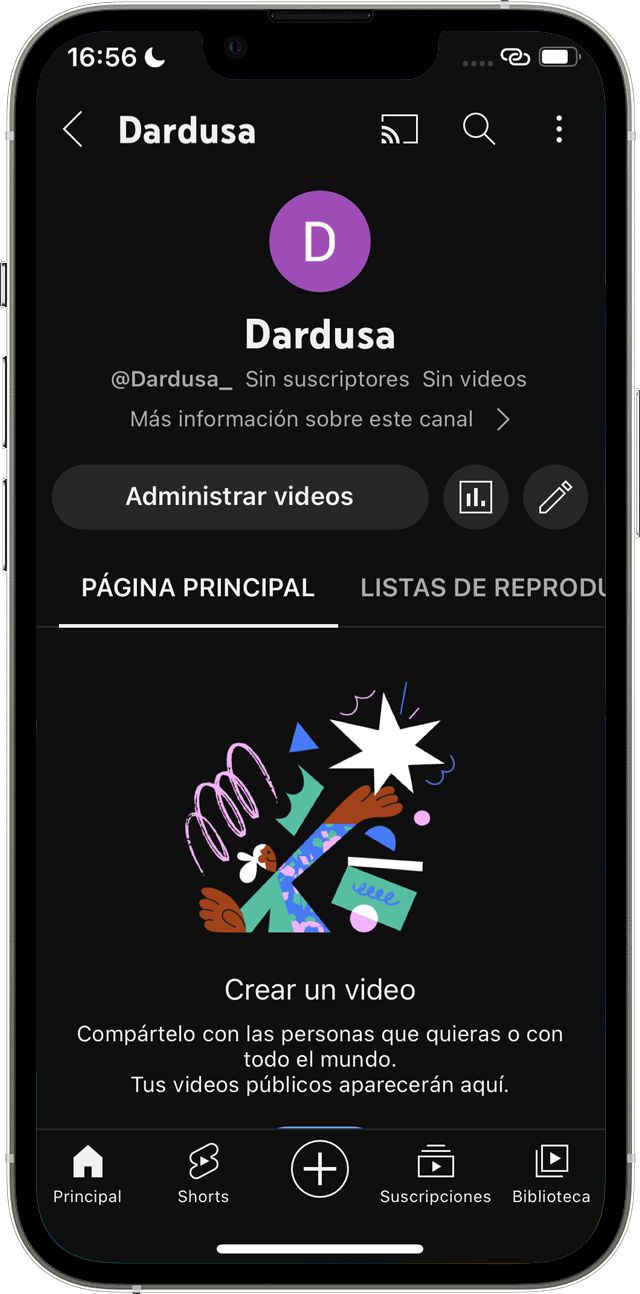 16:56
Dardusa
D
Dardusa
@Dardusa_ Sin suscriptores Sin videos
Más información sobre este canal
Administrar videos
PÁGINA PRINCIPAL LISTAS DE REPRODU
Crear un video
Compártelo con las personas que quieras o con
todo el mundo.
Tus videos públicos aparecerán aquí.
Principal Shorts Suscripciones Biblioteca